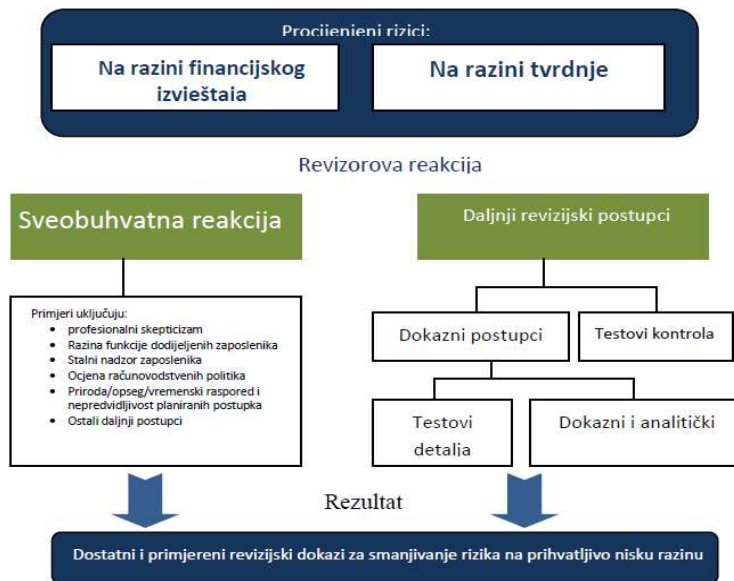 Procijenjeni rizici:
Na razini financijskog
izvještaia
Na razini tvrdnje
Revizorova reakcija
Sveobuhvatna reakcija
Daljnji revizijski postupci
Primjeri uključuju:
• profesionalni skepticizam
• Razina funkcije dodijeljenih zaposlenika
• Stalni nadzor zaposlenika
• Ocjena računovodstvenih politika
• Priroda/opseg/vremenski raspored i
nepredvidljivost planiranih postupka
• Ostali daljnji postupci
Dokazni postupci
Testovi kontrola
Testovi
detalja
Dokazni i analitički
Rezultat
Dostatni i primjereni revizijski dokazi za smanjivanje rizika na prihvatljivo nisku razinu